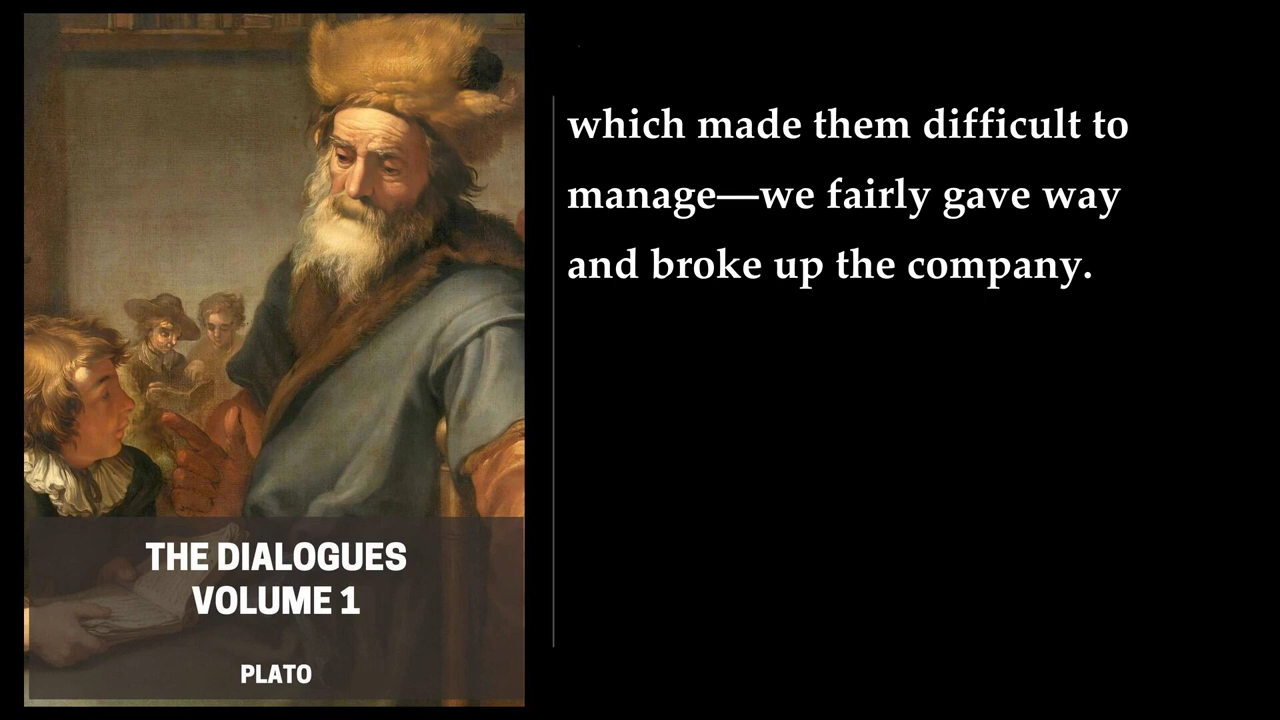 which made them difficult to
manage—we fairly gave way
and broke up the company.
THE DIALOGUES
VOLUME 1
PLATO